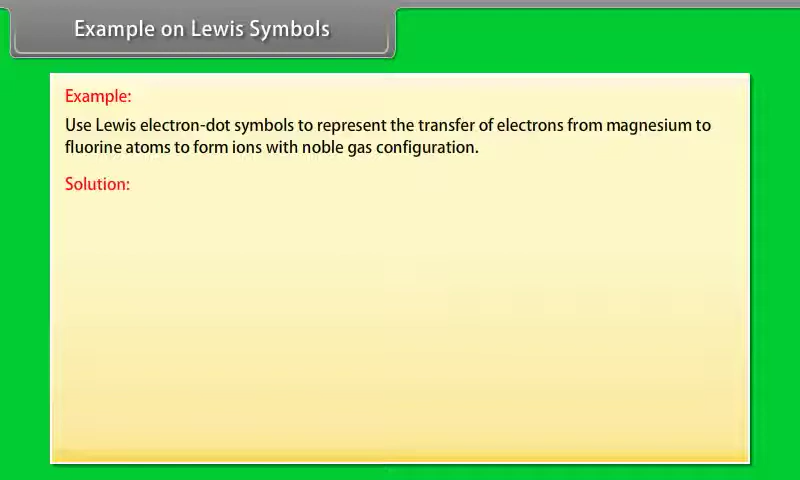 Example on Lewis Symbols
Example:
Use Lewis electron-dot symbols to represent the transfer of electrons from magnesium to
fluorine atoms to form ions with noble gas configuration.
Solution: